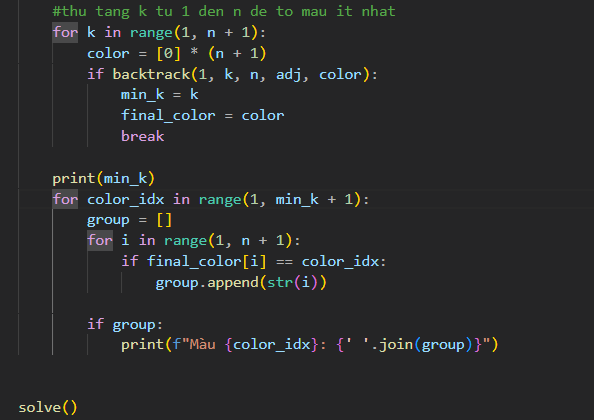 #thu tang k tu 1 den n de to mau it nhat
for k in range(1, n + 1):
color = [0] * (n + 1)
if backtrack(1, k, n, adj, color):
min_k = k
final_color = color
break
print(min_k)
for color_idx in range(1, min_k + 1):
group = []
for i in range(1, n + 1):
if final_color[i] == color_idx:
group.append(str(i))
if group:
print(f"Màu {color_idx}: {' '.join(group)}")
solve()